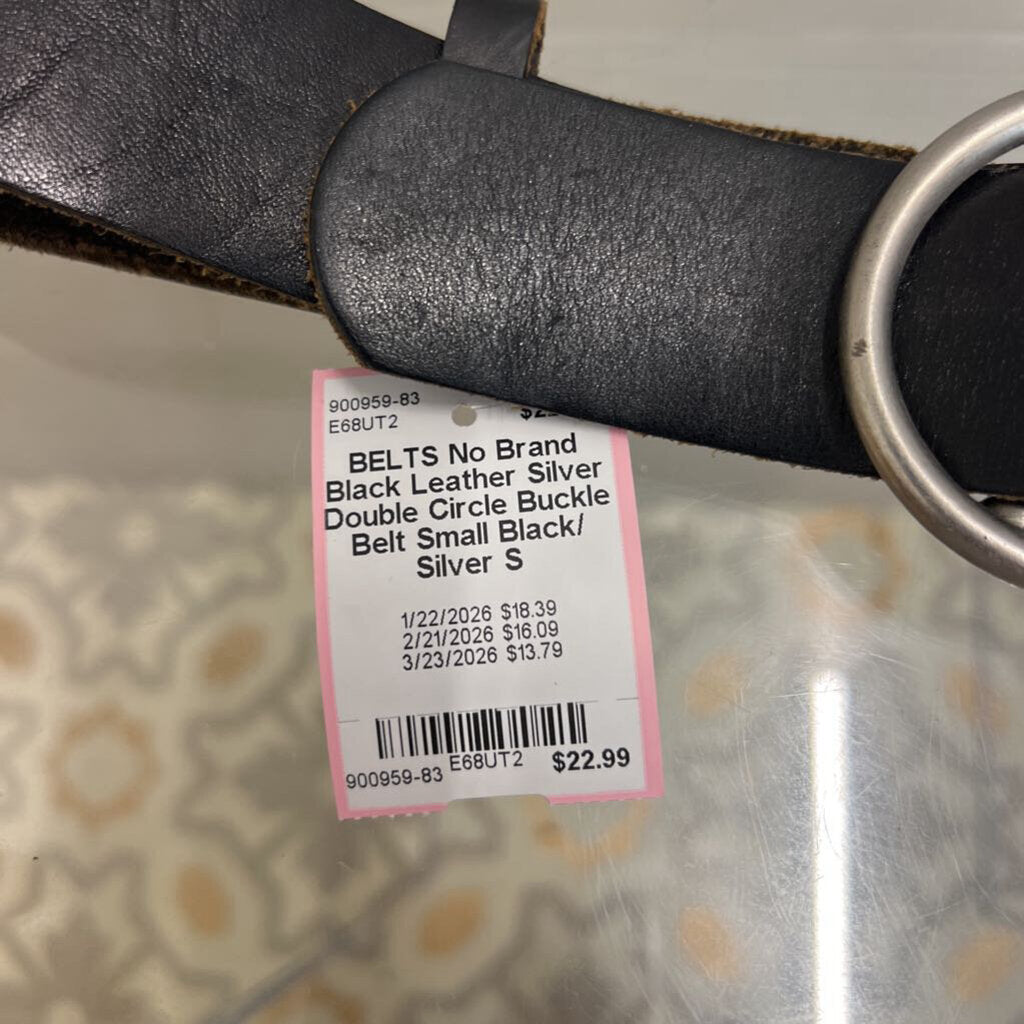 900959-83
E68UT2
BELTS No Brand
Black Leather Silver
Double Circle Buckle
Belt Small Black/
Silver S
1/22/2026 $18.39
2/21/2026 $16.09
3/23/2026 $13.79
900959-83 E68UT2 $22.99